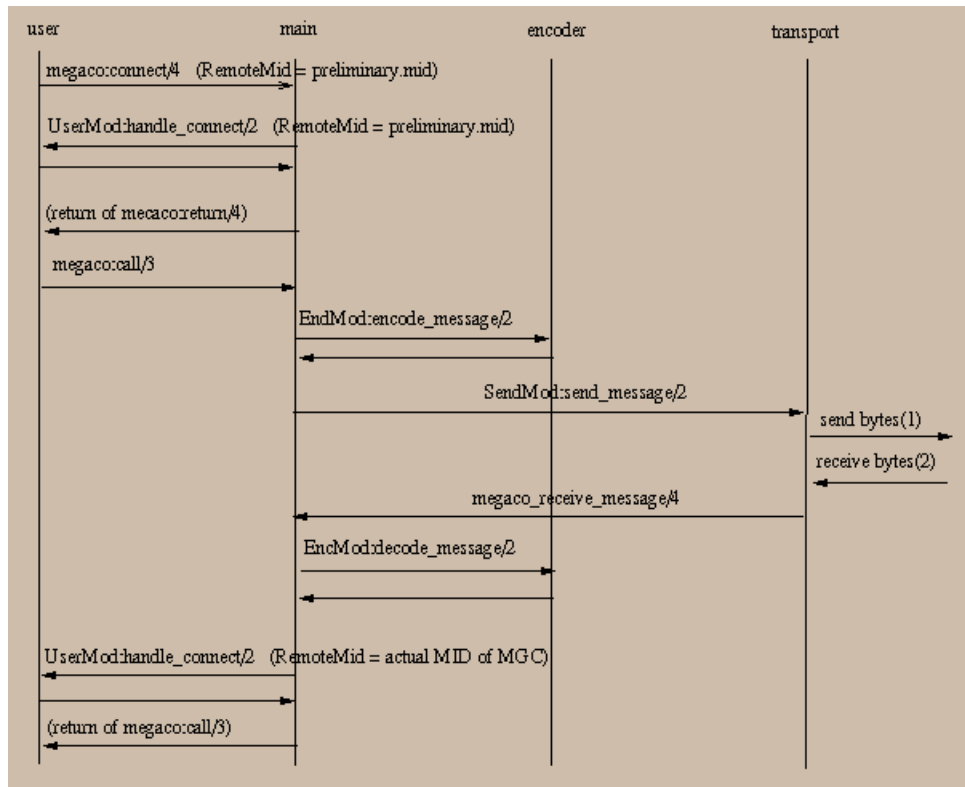 user main encoder transport
megaco:connect/4 (RemoteMid = preliminary.mid)
UserMod:handle_connect/2 (RemoteMid = preliminary.mid)
(return of mecaco:return/4)
megaco:call/3
EndMod:encode_message/2
SendMod:send_message/2
send bytes(1)
receive bytes(2)
megaco_receive_message/4
EncMod:decode_message/2
UserMod:handle_connect/2 (RemoteMid = actual MID of MGC)
(return of megaco:call/3)